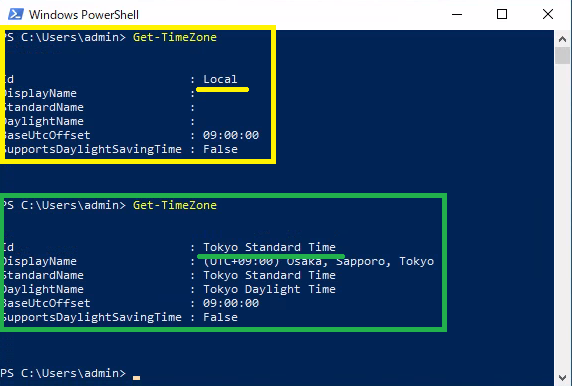 Windows PowerShell
PS C:\Users\admin> Get-TimeZone
Id : Local
DisplayName :
StandardName :
DaylightName :
BaseUtcOffset : 09:00:00
SupportsDaylightSavingTime : False
PS C:\Users\admin> Get-TimeZone
Id : Tokyo Standard Time
DisplayName : (UTC+09:00) Osaka, Sapporo, Tokyo
StandardName : Tokyo Standard Time
DaylightName : Tokyo Daylight Time
BaseUtcOffset : 09:00:00
SupportsDaylightSavingTime : False
PS C:\Users\admin> _